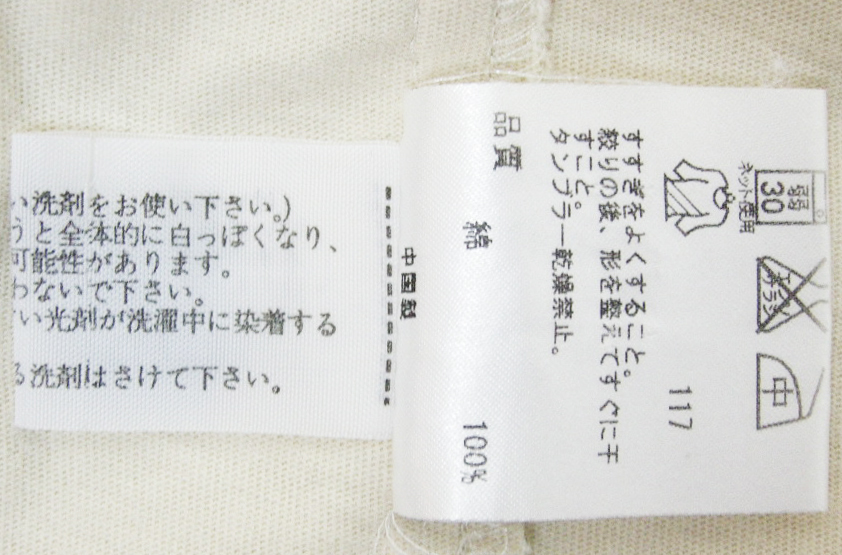 弱
30
ネット使用
エンソサラシ
中
117
すすぎをよくすること。
絞りの後、形を整えてすぐに干
すこと。
タンブラー乾燥禁止。
品質
綿 100%
中国製
い洗剤をお使い下さい。)
うと全体的に白っぽくなり、
可能性があります。
わないで下さい。
い光剤が洗濯中に染着する
る洗剤はさけて下さい。